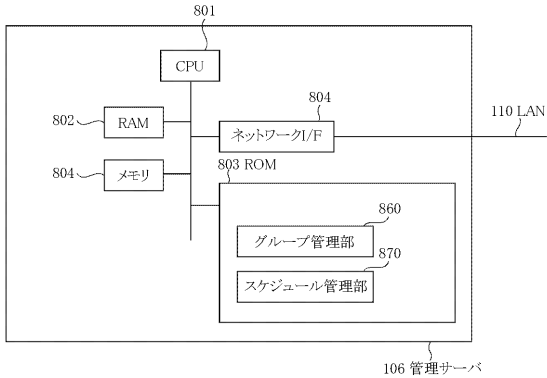 801
CPU
802
RAM
804
ネットワークI/F
110 LAN
804
メモリ
803 ROM
860
グループ管理部
870
スケジュール管理部
106 管理サーバ